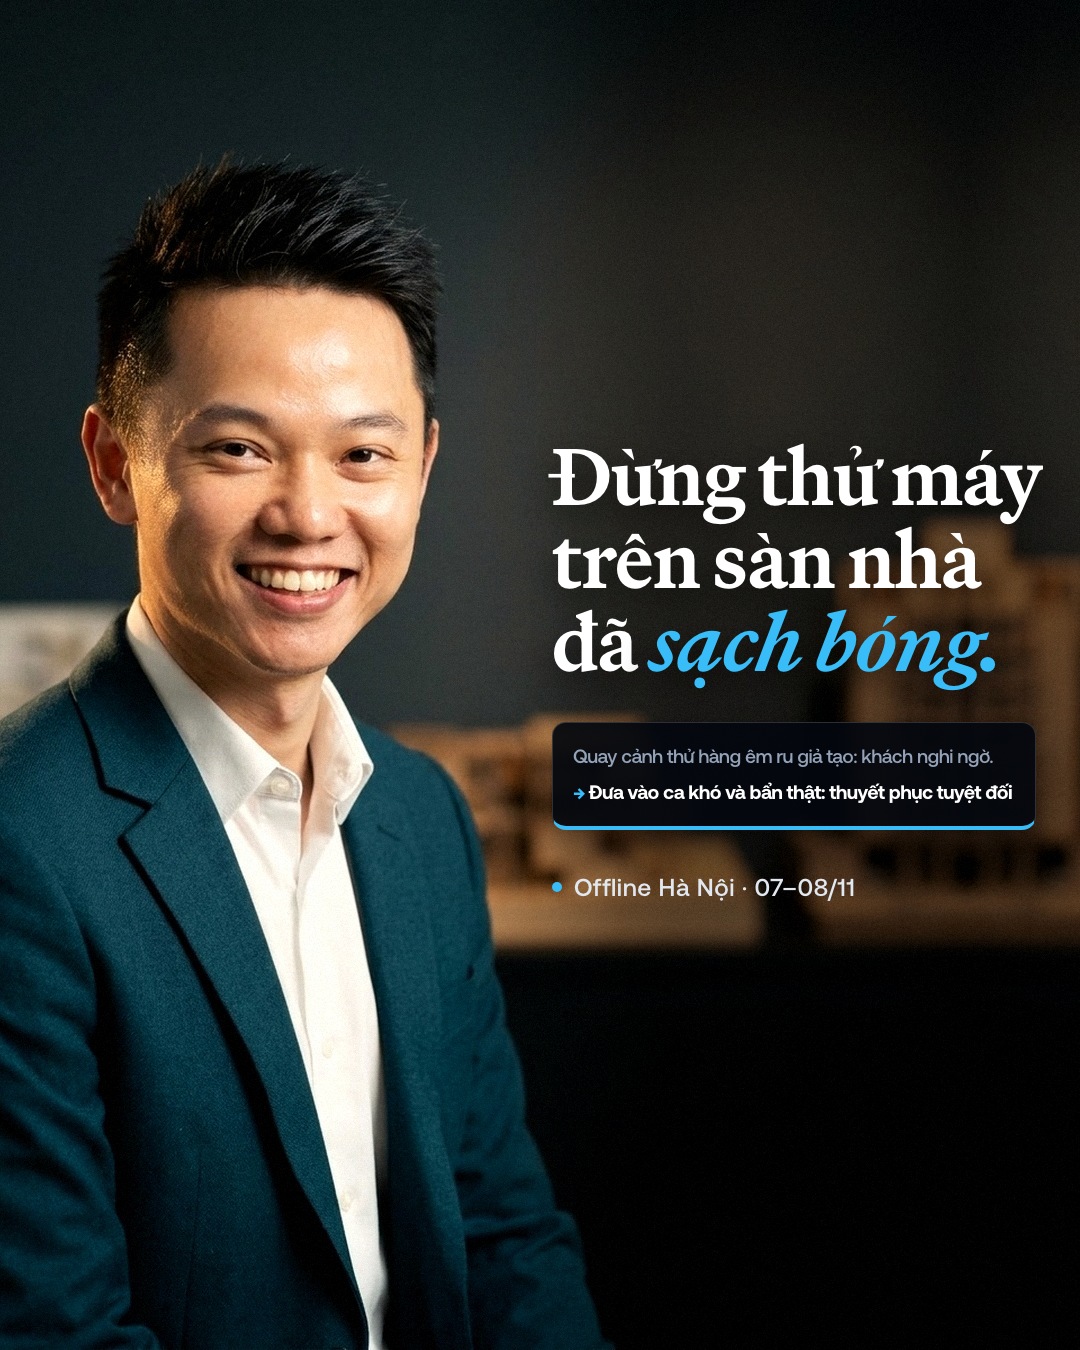 Đừng thử máy
trên sàn nhà
đã sạch bóng.
Quay cảnh thử hàng êm ru giả tạo: khách nghi ngờ.
→ Đưa vào ca khó và bẩn thật: thuyết phục tuyệt đối
• Offline Hà Nội · 07–08/11